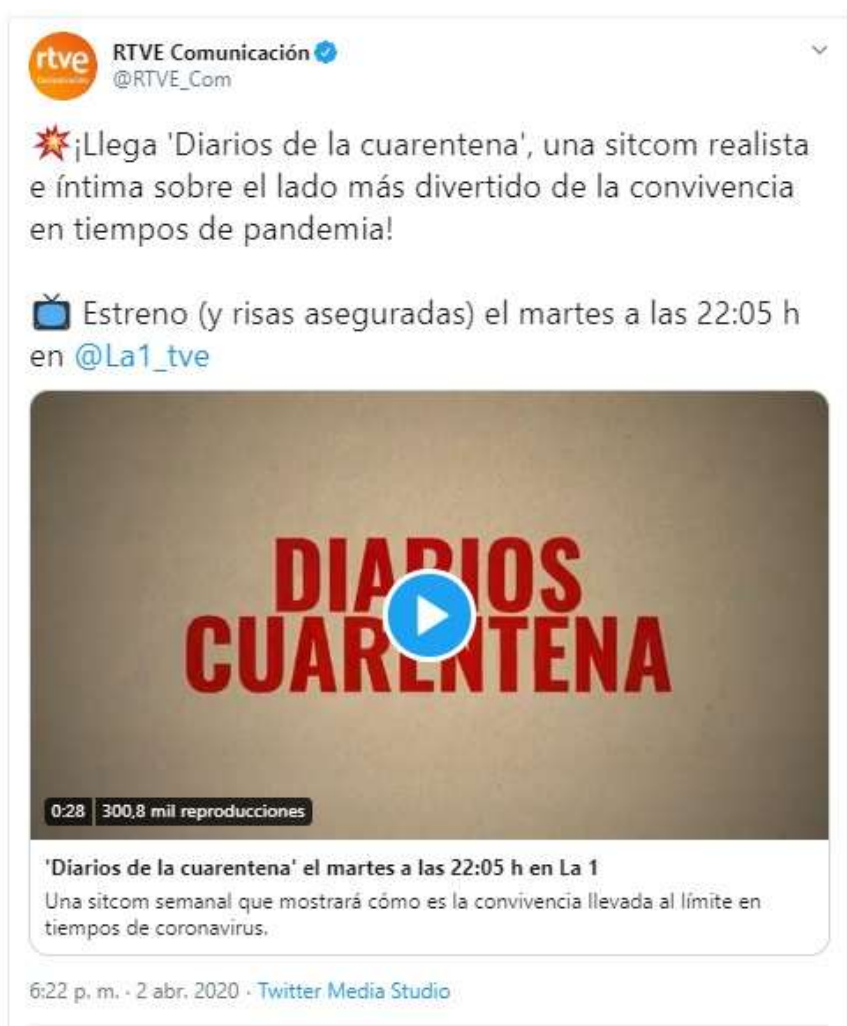 rtve
Comunicación
RTVE Comunicación
@RTVE_Com
¡Llega 'Diarios de la cuarentena', una sitcom realista
e íntima sobre el lado más divertido de la convivencia
en tiempos de pandemia!
Estreno (y risas aseguradas) el martes a las 22:05 h
en @La1_tve
DIARIOS
CUARENTENA
0:28 300,8 mil reproducciones
'Diarios de la cuarentena' el martes a las 22:05 h en La 1
Una sitcom semanal que mostrará cómo es la convivencia llevada al límite en
tiempos de coronavirus.
6:22 p. m. · 2 abr. 2020 · Twitter Media Studio